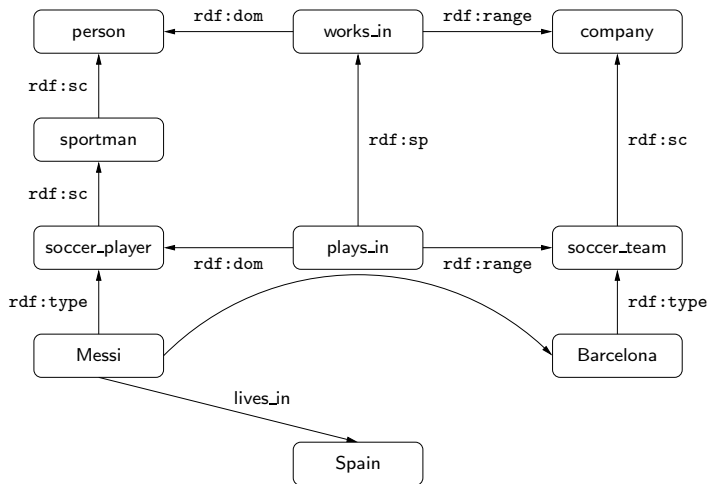 rdf:dom rdf:range
person works_in company
rdf:sc
rdf:sp rdf:sc
sportman
rdf:sc
soccer_player plays_in soccer_team
rdf:dom rdf:range
rdf:type rdf:type
Messi Barcelona
lives_in
Spain